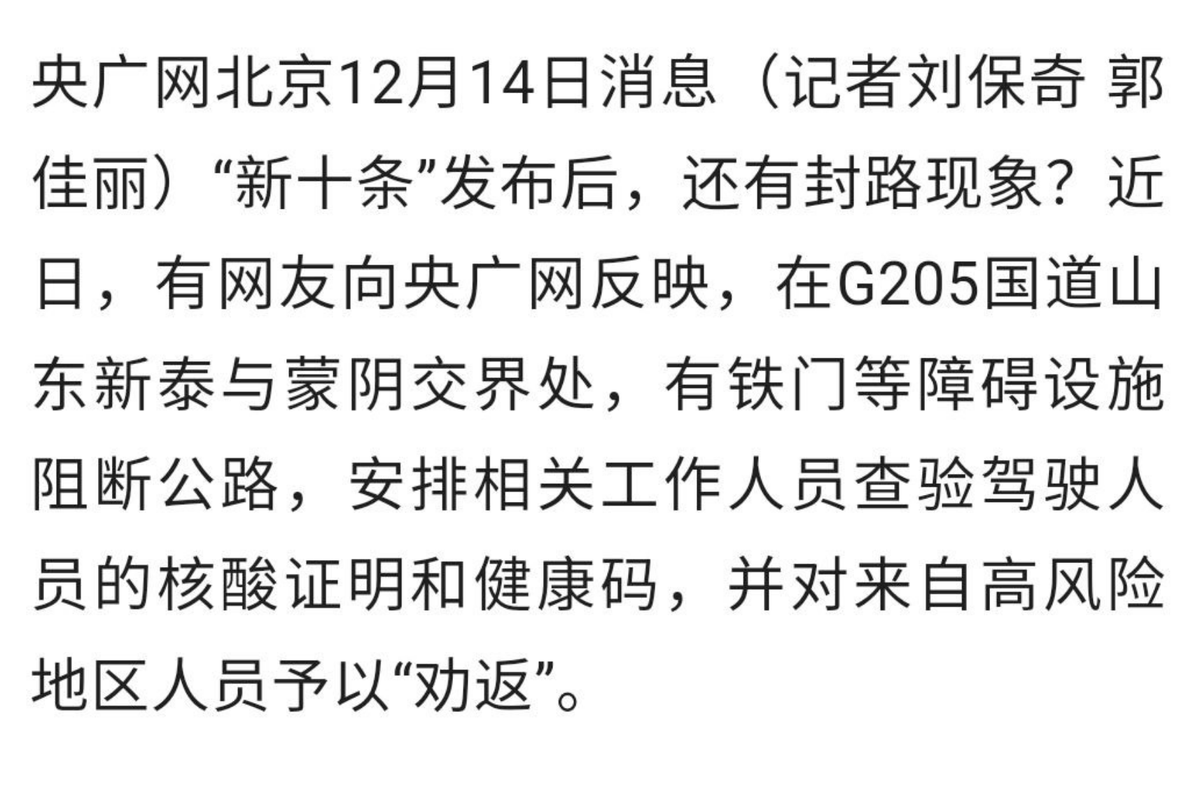 央广网北京12月14日消息（记者刘保奇 郭
佳丽）“新十条”发布后，还有封路现象？近
日，有网友向央广网反映，在G205国道山
东新泰与蒙阴交界处，有铁门等障碍设施
阻断公路，安排相关工作人员查验驾驶人
员的核酸证明和健康码，并对来自高风险
地区人员予以“劝返”。